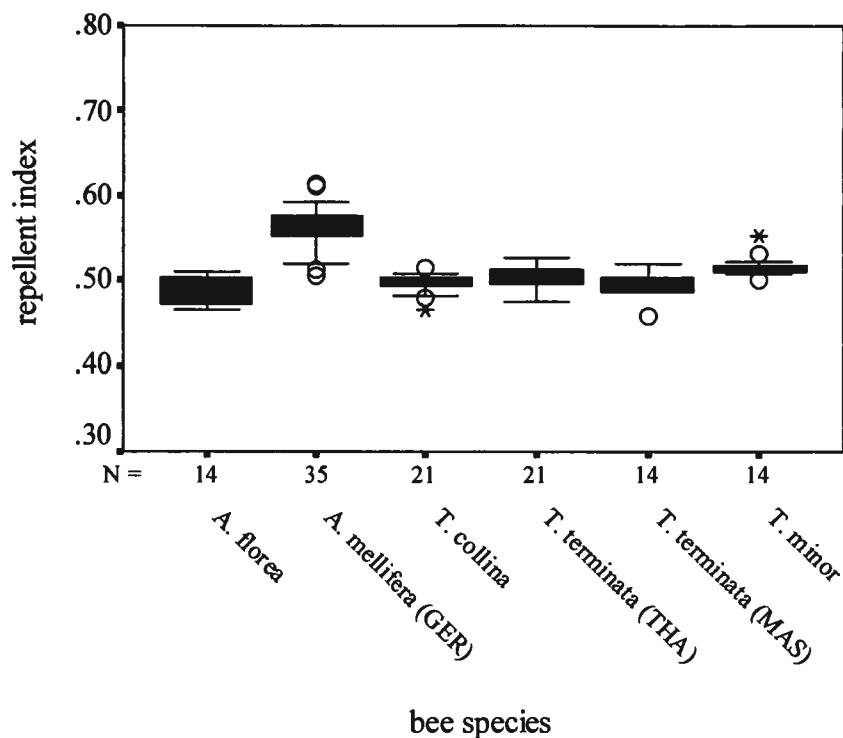 .80
.70
.60
.50
.40
.30
repellent index
N = 14 35 21 21 14 14
A. florea
A. mellifera (GER)
T. collina
T. terminata (THA)
T. terminata (MAS)
T. minor
bee species